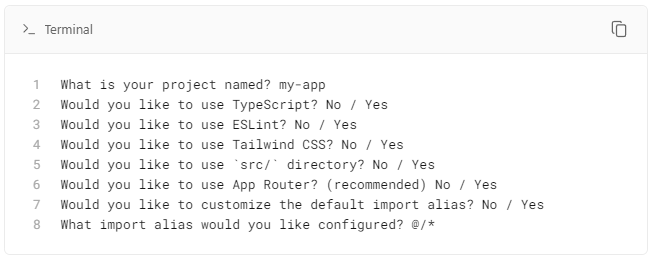 Terminal
1 What is your project named? my-app
2 Would you like to use TypeScript? No / Yes
3 Would you like to use ESLint? No / Yes
4 Would you like to use Tailwind CSS? No / Yes
5 Would you like to use `src/` directory? No / Yes
6 Would you like to use App Router? (recommended) No / Yes
7 Would you like to customize the default import alias? No / Yes
8 What import alias would you like configured? @/*